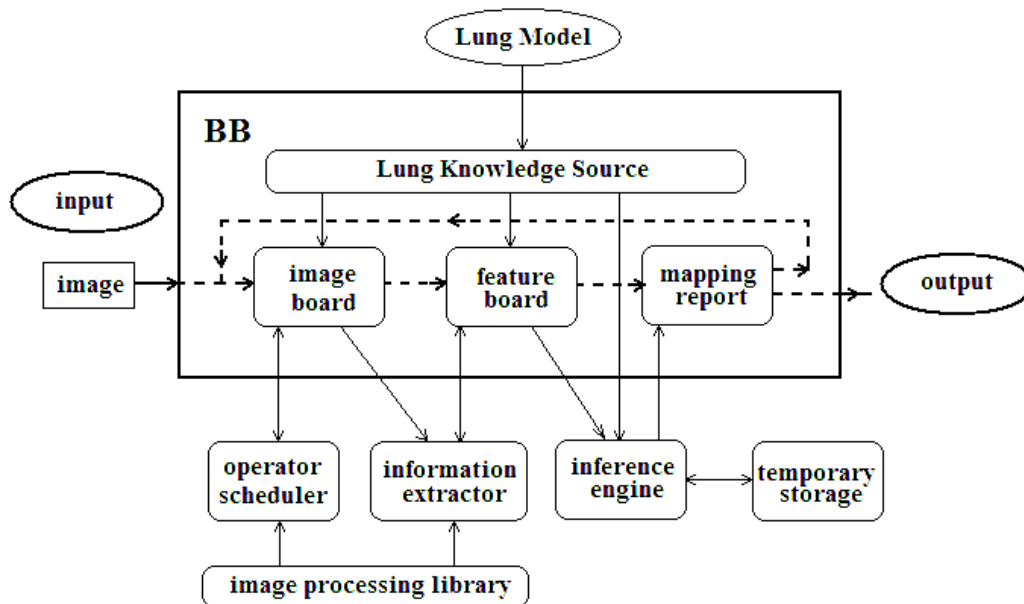 Lung Model
BB
Lung Knowledge Source
input
image
image
board
feature
board
mapping
report
output
operator
scheduler
information
extractor
inference
engine
temporary
storage
image processing library